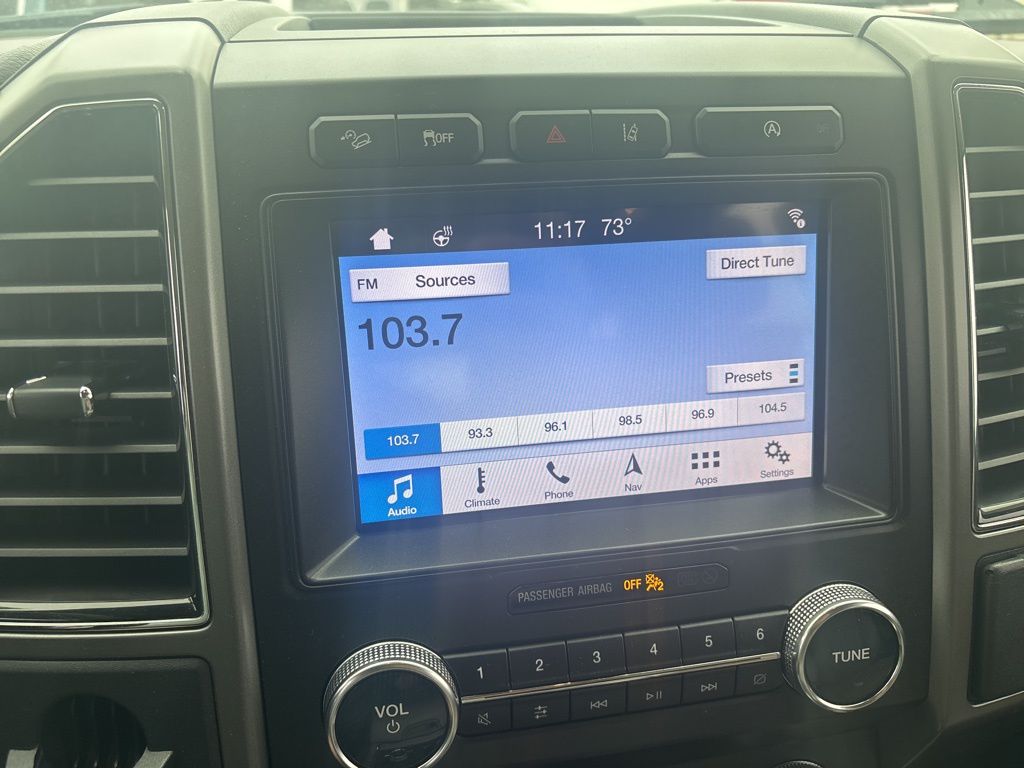 OFF
A
11:17 73°
FM Sources
Direct Tune
103.7
Presets
103.7 93.3 96.1 98.5 96.9 104.5
Audio Climate Phone Nav Apps Settings
PASSENGER AIRBAG OFF 2
1 2 3 4 5 6
VOL
TUNE